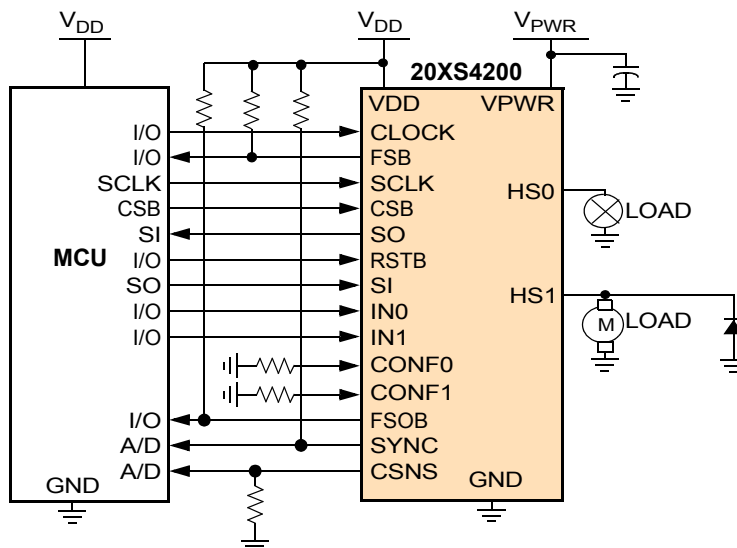 VDD VDD VPWR
20XS4200
VDD VPWR
I/O CLOCK
I/O FSB
SCLK SCLK
CSB CSB
SI SO
I/O RSTB
SO SI
I/O IN0
I/O IN1
CONF0
CONF1
I/O FSOB
A/D SYNC
A/D CSNS
MCU
GND
GND
HS0
LOAD
HS1
M
LOAD